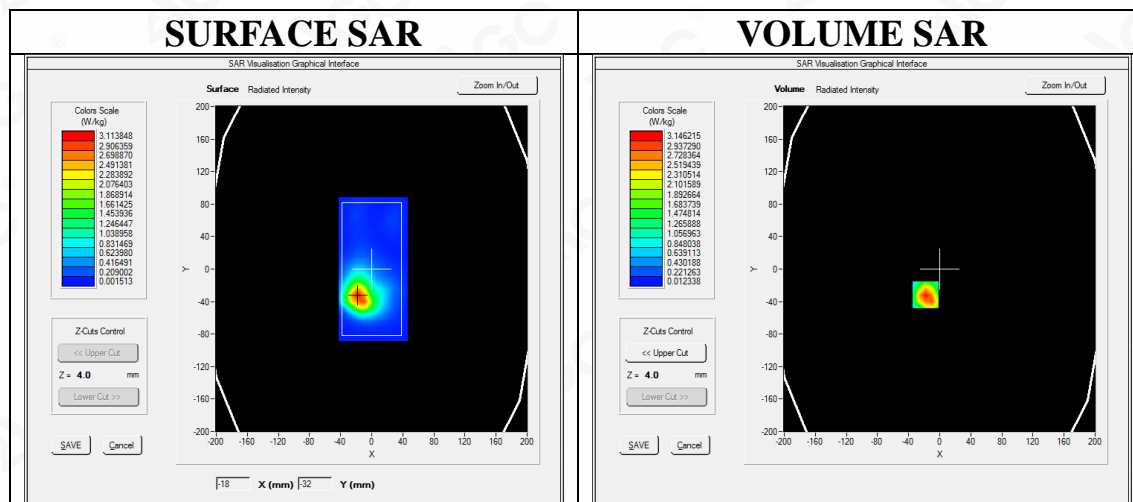 SURFACE SAR
VOLUME SAR
SAR Visualisation Graphical Interface
Surface Radiated Intensity
Zoom In/Out
Colors Scale
(W/kg)
3.113848
2.906359
2.698870
2.491381
2.283892
2.076403
1.868914
1.661425
1.453936
1.246447
1.038958
0.831469
0.623980
0.416491
0.209002
0.001513
Z-Cuts Control
<< Upper Cut
Z = 4.0 mm
Lower Cut >>
SAVE Cancel
200
160
120
80
40
0
-40
-80
-120
-160
-200
Y
-200 -160 -120 -80 -40 0 40 80 120 160 200
X
-18 X (mm) -32 Y (mm)
SAR Visualisation Graphical Interface
Volume Radiated Intensity
Zoom In/Out
Colors Scale
(W/kg)
3.146215
2.937290
2.728364
2.519439
2.310514
2.101589
1.892664
1.683739
1.474814
1.265888
1.056963
0.848038
0.639113
0.430188
0.221263
0.012338
Z-Cuts Control
<< Upper Cut
Z = 4.0 mm
Lower Cut >>
SAVE Cancel
200
160
120
80
40
0
-40
-80
-120
-160
-200
Y
-200 -160 -120 -80 -40 0 40 80 120 160 200
X